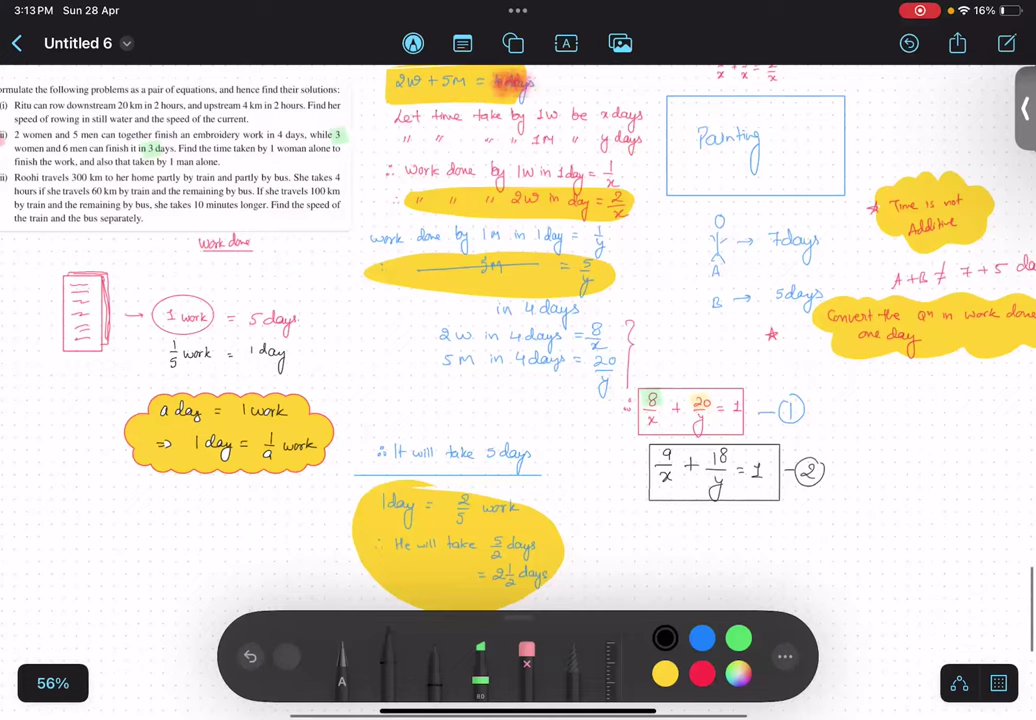 3:13 PM Sun 28 Apr
16%
Untitled 6
A
ormulate the following problems as a pair of equations, and hence find their solutions:
(i) Ritu can row downstream 20 km in 2 hours, and upstream 4 km in 2 hours. Find her
speed of rowing in still water and the speed of the current.
ii) 2 women and 5 men can together finish an embroidery work in 4 days, while 3
women and 6 men can finish it in 3 days. Find the time taken by 1 woman alone to
finish the work, and also that taken by 1 man alone.
ii) Roohi travels 300 km to her home partly by train and partly by bus. She takes 4
hours if she travels 60 km by train and the remaining by bus. If she travels 100 km
by train and the remaining by bus, she takes 10 minutes longer. Find the speed of
the train and the bus separately.
Work done
→ 1 work = 5 days
1/5 work = 1 day
a day = 1 work
⇒ 1 day = 1/a work
2W + 5M = days
Let time take by 1W be x days
" " " " 1M " y days
∴ work done by 1W in 1 day = 1/x
∴ " " " 2W in day = 2/x
work done by 1M in 1 day = 1/y
∴ 5M = 5/y
in 4 days
2W in 4 days = 8/x
5M in 4 days = 20/y
∴ 8/x + 20/y = 1 — ①
9/x + 18/y = 1 — ②
∴ It will take 5 days
1 day = 2/5 work
∴ He will take 5/2 days
= 2 1/2 days
Painting
A → 7 days
B → 5 days
Time is not
Additive
A+B ≠ 7 + 5 da
Convert the Qn in work done
one day
A
80
56%